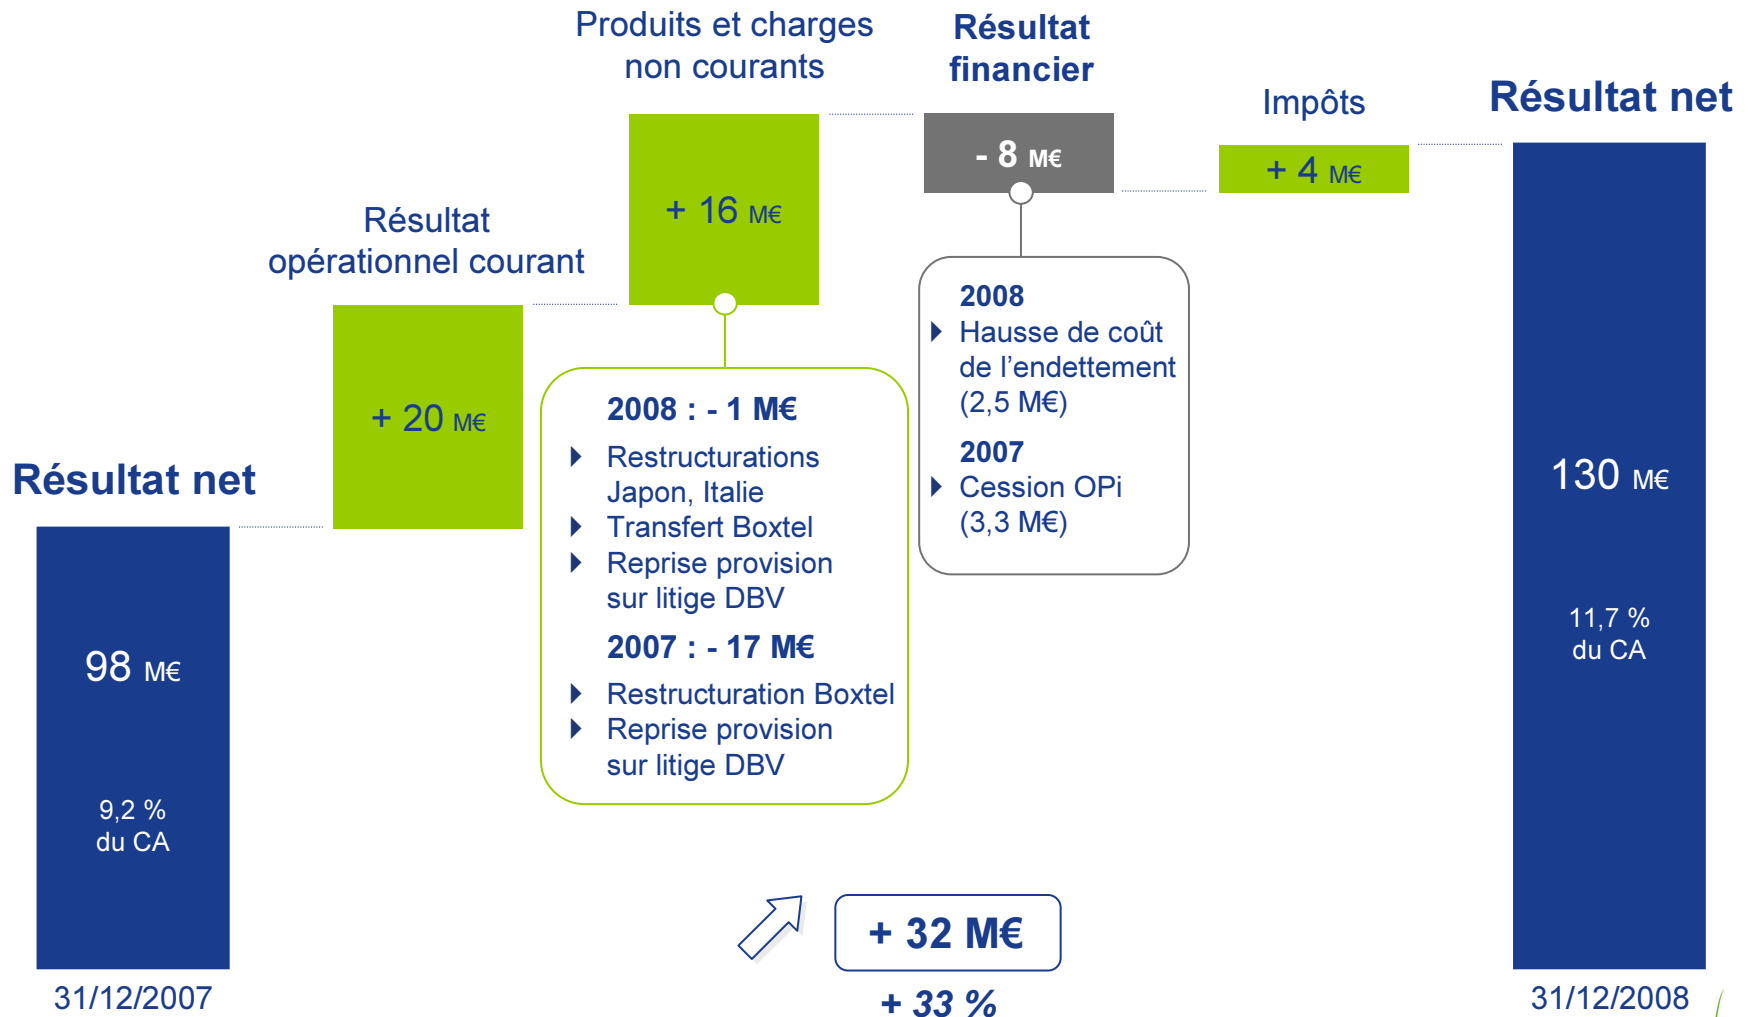 Produits et charges
non courants
Résultat
financier
Impôts
Résultat net
- 8 M€
+ 4 M€
+ 16 M€
Résultat
opérationnel courant
+ 20 M€
Résultat net
98 M€
9,2 %
du CA
31/12/2007
2008 : - 1 M€
Restructurations
Japon, Italie
Transfert Boxtel
Reprise provision
sur litige DBV
2007 : - 17 M€
Restructuration Boxtel
Reprise provision
sur litige DBV
2008
Hausse de coût
de l’endettement
(2,5 M€)
2007
Cession OPi
(3,3 M€)
130 M€
11,7 %
du CA
31/12/2008
+ 32 M€
+ 33 %